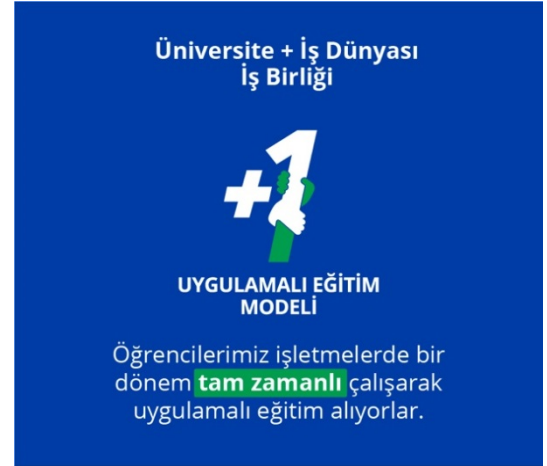 Üniversite + İş Dünyası
İş Birliği
+1
UYGULAMALI EĞİTİM
MODELİ
Öğrencilerimiz işletmelerde bir
dönem tam zamanlı çalışarak
uygulamalı eğitim alıyorlar.